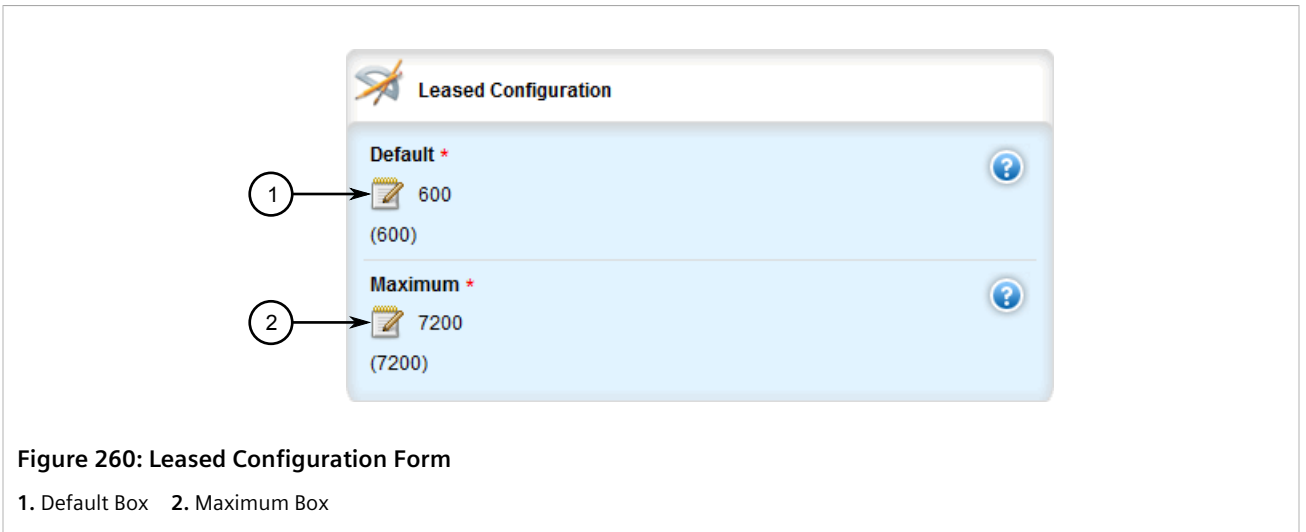 Leased Configuration
Default *
1
600
(600)
Maximum *
2
7200
(7200)
Figure 260: Leased Configuration Form
1. Default Box 2. Maximum Box